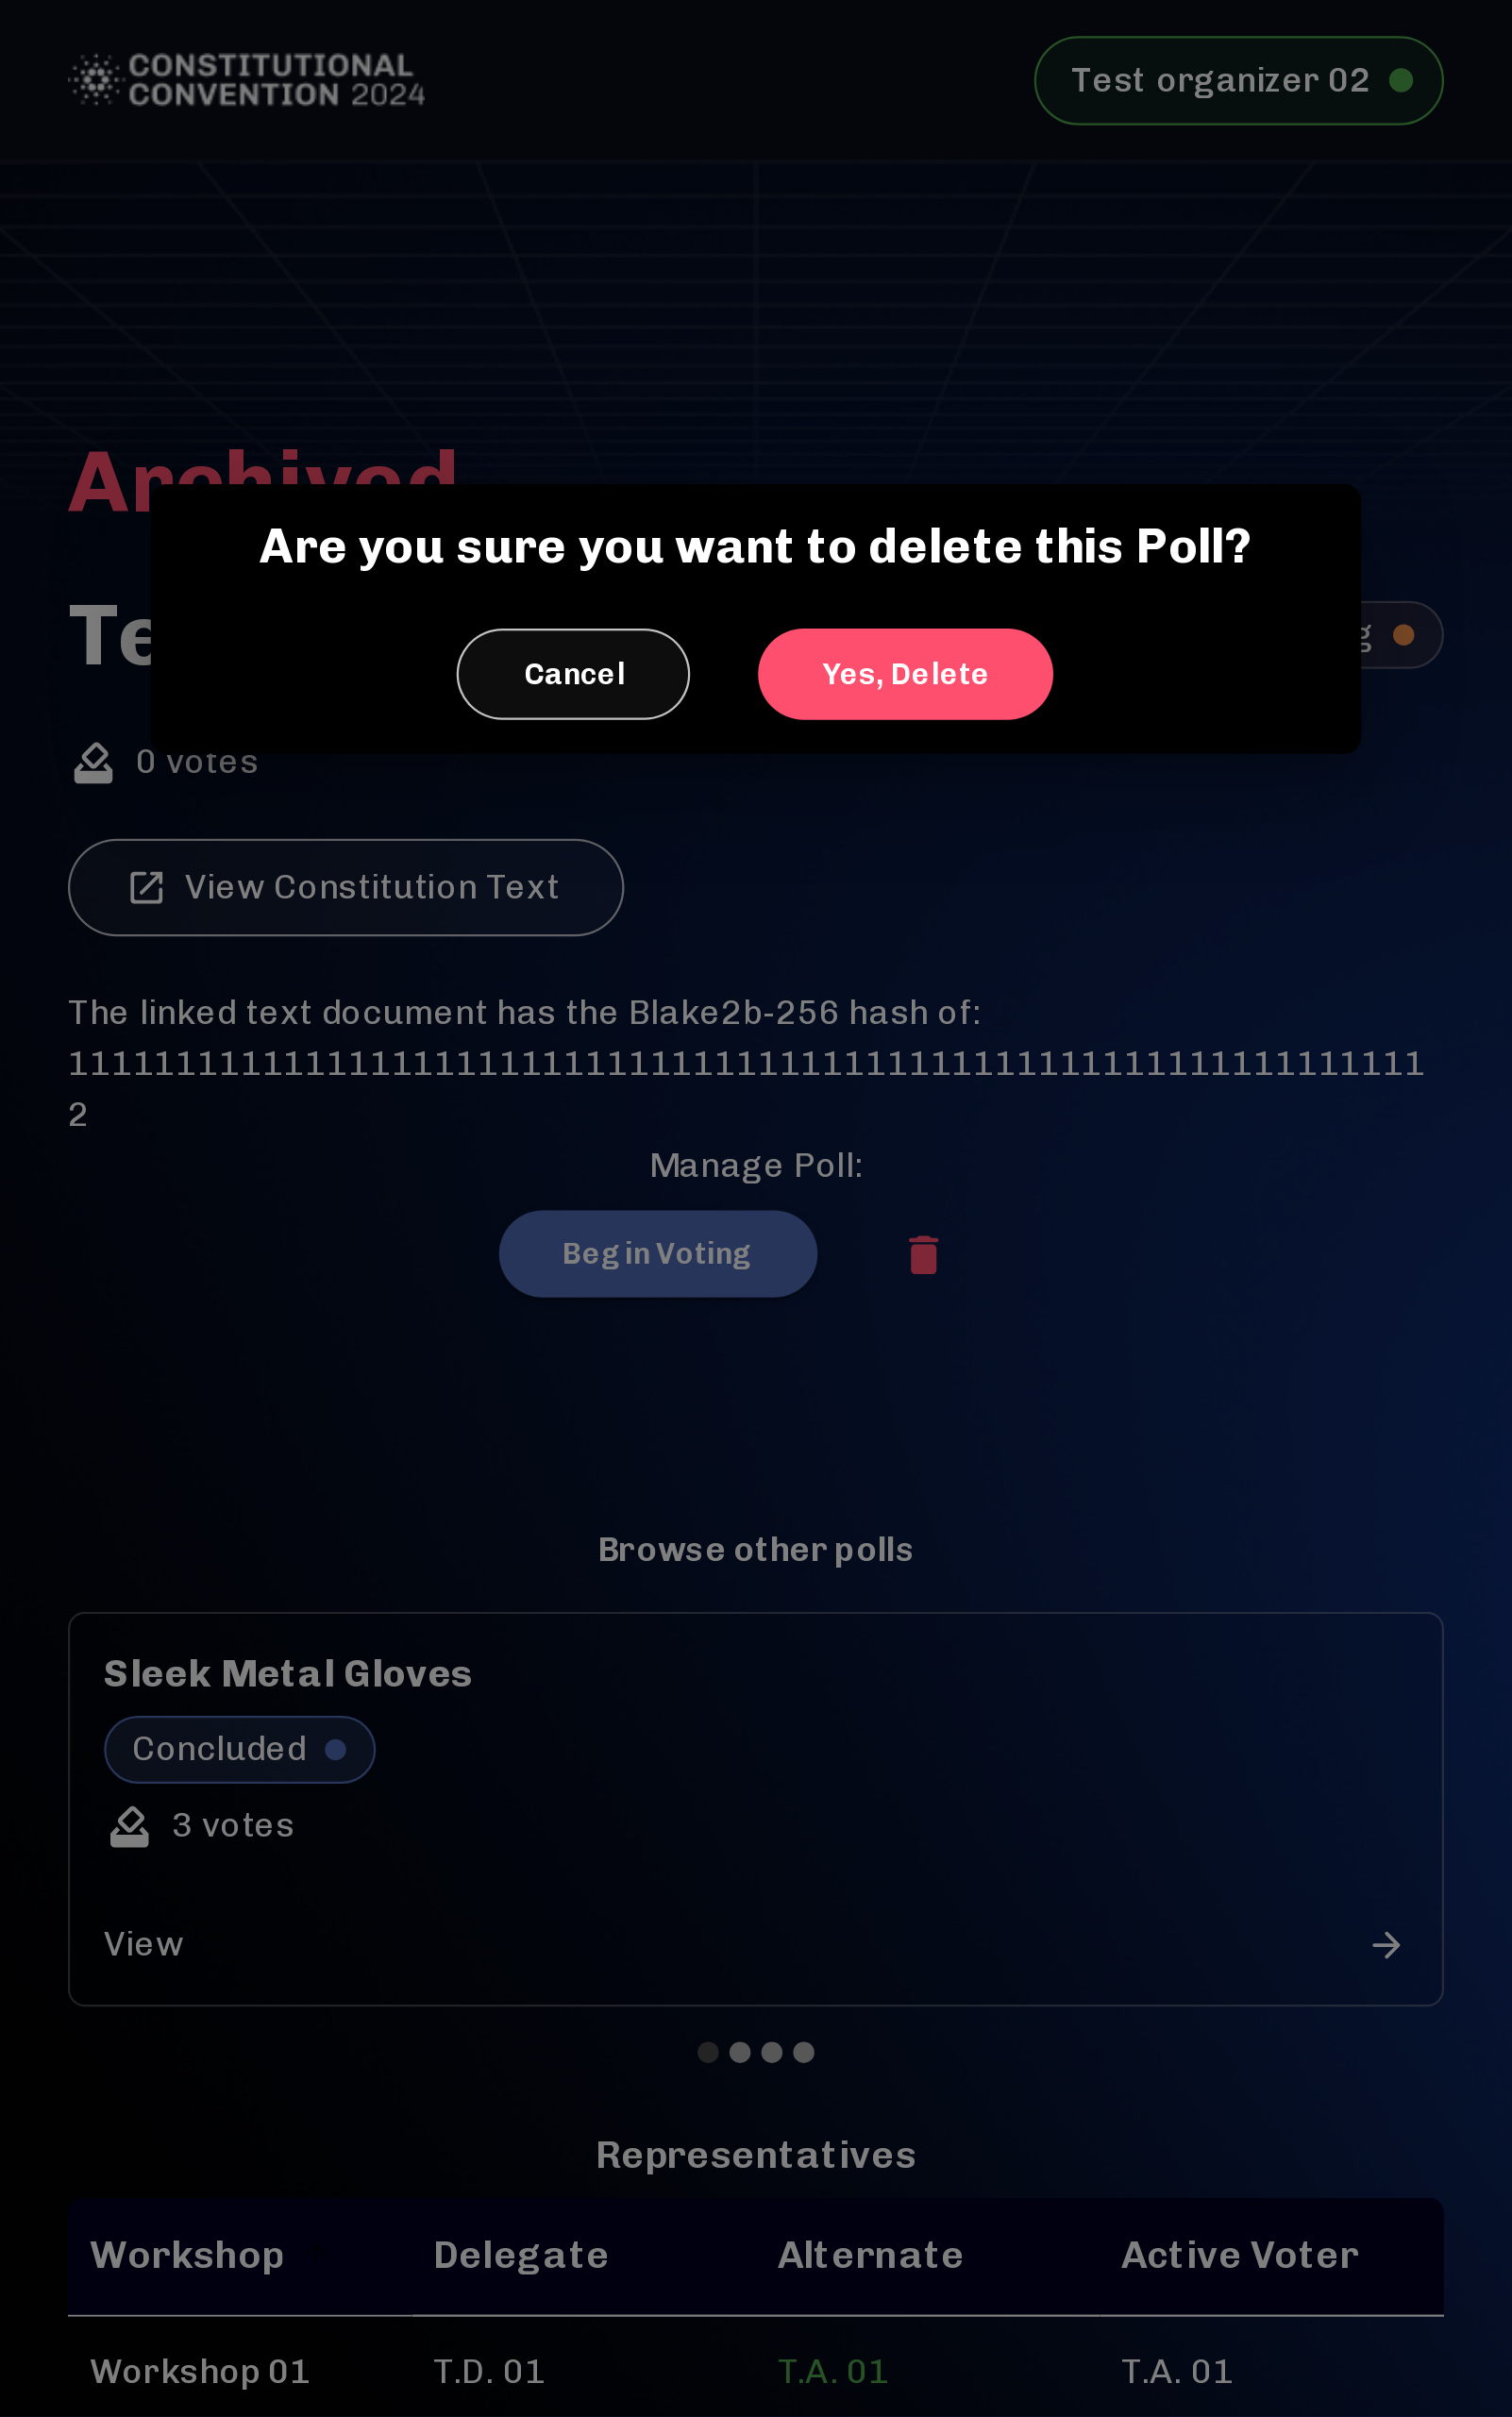 CONSTITUTIONAL
CONVENTION 2024
Test organizer 02
Archived
Are you sure you want to delete this Poll?
Cancel
Yes, Delete
0 votes
View Constitution Text
The linked text document has the Blake2b-256 hash of:
111111111111111111111111111111111111111111111111111111111111111
2
Manage Poll:
Begin Voting
Browse other polls
Sleek Metal Gloves
Concluded
3 votes
View
Representatives
Workshop Delegate Alternate Active Voter
Workshop 01 T.D. 01 T.A. 01 T.A. 01